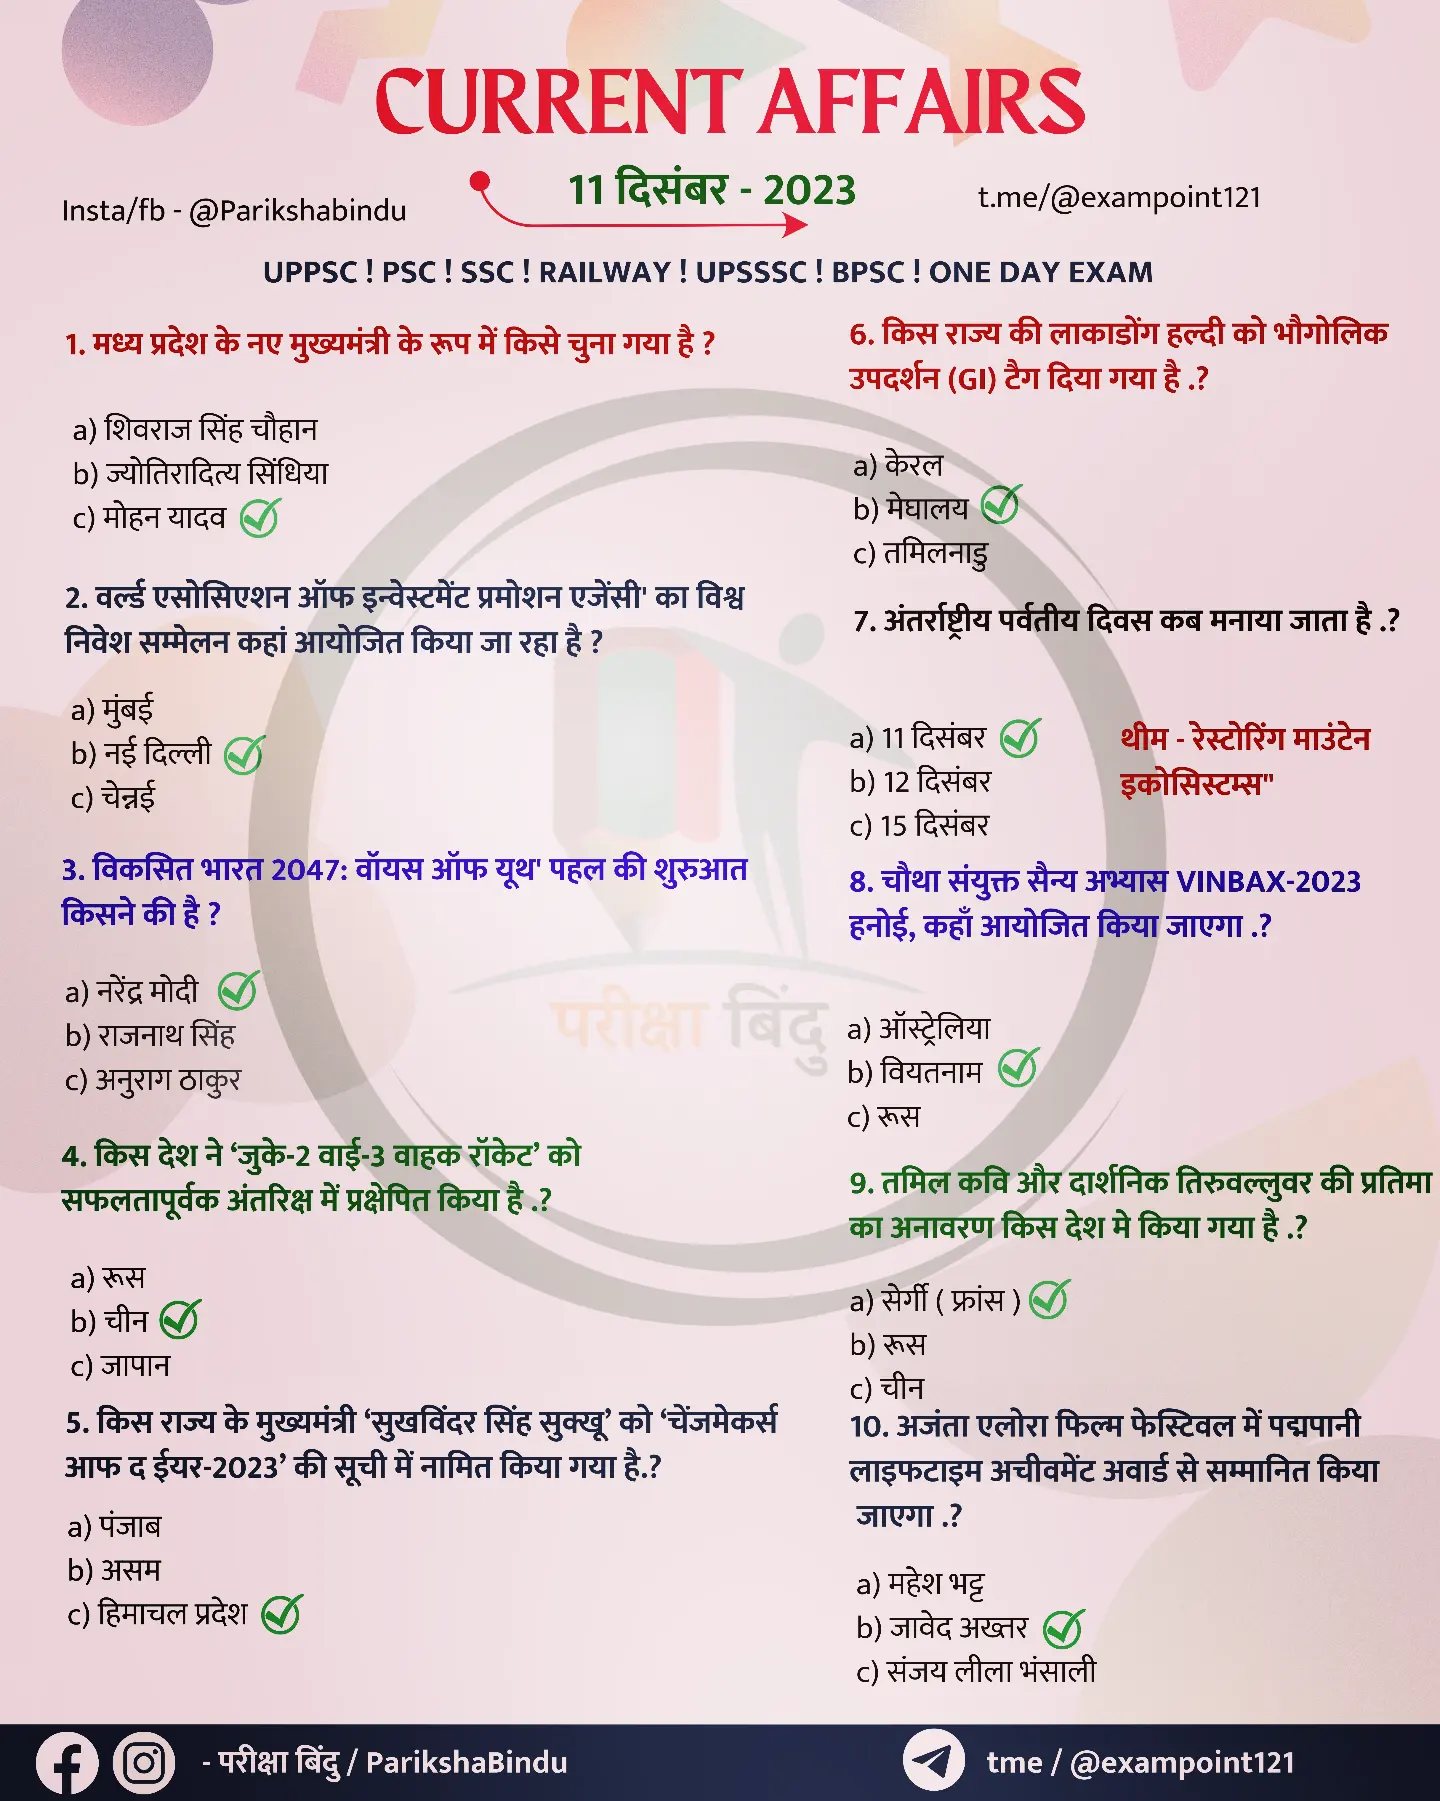 CURRENT AFFAIRS
11 दिसंबर - 2023
Insta/fb - @Parikshabindu
t.me/@exampoint121
UPPSC ! PSC ! SSC ! RAILWAY ! UPSSSC ! BPSC ! ONE DAY EXAM
1. मध्य प्रदेश के नए मुख्यमंत्री के रूप में किसे चुना गया है ?
a) शिवराज सिंह चौहान
b) ज्योतिरादित्य सिंधिया
c) मोहन यादव
2. वर्ल्ड एसोसिएशन ऑफ इन्वेस्टमेंट प्रमोशन एजेंसी' का विश्व
निवेश सम्मेलन कहां आयोजित किया जा रहा है ?
a) मुंबई
b) नई दिल्ली
c) चेन्नई
3. विकसित भारत 2047: वॉयस ऑफ यूथ' पहल की शुरुआत
किसने की है ?
a) नरेंद्र मोदी
b) राजनाथ सिंह
c) अनुराग ठाकुर
4. किस देश ने ‘जुके-2 वाई-3 वाहक रॉकेट’ को
सफलतापूर्वक अंतरिक्ष में प्रक्षेपित किया है .?
a) रूस
b) चीन
c) जापान
5. किस राज्य के मुख्यमंत्री ‘सुखविंदर सिंह सुक्खू’ को ‘चेंजमेकर्स
आफ द ईयर-2023’ की सूची में नामित किया गया है.?
a) पंजाब
b) असम
c) हिमाचल प्रदेश
6. किस राज्य की लाकाडोंग हल्दी को भौगोलिक
उपदर्शन (GI) टैग दिया गया है .?
a) केरल
b) मेघालय
c) तमिलनाडु
7. अंतर्राष्ट्रीय पर्वतीय दिवस कब मनाया जाता है .?
a) 11 दिसंबर
b) 12 दिसंबर
c) 15 दिसंबर
थीम - रेस्टोरिंग माउंटेन
इकोसिस्टम्स"
8. चौथा संयुक्त सैन्य अभ्यास VINBAX-2023
हनोई, कहाँ आयोजित किया जाएगा .?
a) ऑस्ट्रेलिया
b) वियतनाम
c) रूस
9. तमिल कवि और दार्शनिक तिरुवल्लुवर की प्रतिमा
का अनावरण किस देश मे किया गया है .?
a) सेर्गी ( फ्रांस )
b) रूस
c) चीन
10. अजंता एलोरा फिल्म फेस्टिवल में पद्मपानी
लाइफटाइम अचीवमेंट अवार्ड से सम्मानित किया
जाएगा .?
a) महेश भट्ट
b) जावेद अख्तर
c) संजय लीला भंसाली
परीक्षा बिंदु
- परीक्षा बिंदु / ParikshaBindu
tme / @exampoint121